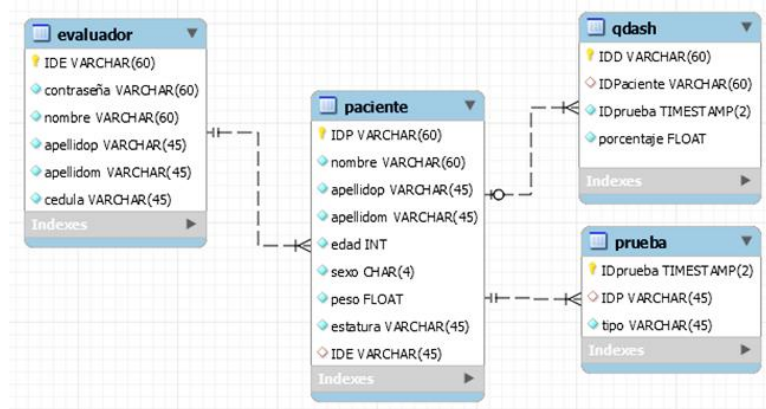 evaluador
IDE VARCHAR(60)
contraseña VARCHAR(60)
nombre VARCHAR(60)
apellidop VARCHAR(45)
apellidom VARCHAR(45)
cedula VARCHAR(45)
Indexes
paciente
IDP VARCHAR(60)
nombre VARCHAR(60)
apellidop VARCHAR(45)
apellidom VARCHAR(45)
edad INT
sexo CHAR(4)
peso FLOAT
estatura VARCHAR(45)
IDE VARCHAR(45)
Indexes
qdash
IDD VARCHAR(60)
IDPaciente VARCHAR(60)
IDprueba TIMESTAMP(2)
porcentaje FLOAT
Indexes
prueba
IDprueba TIMESTAMP(2)
IDP VARCHAR(45)
tipo VARCHAR(45)
Indexes